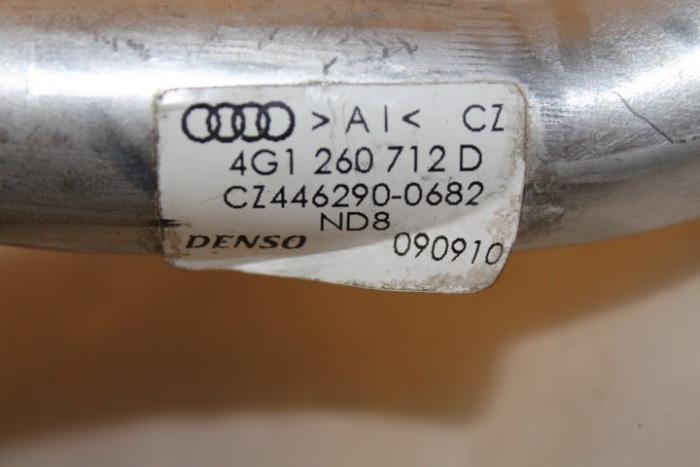 >AI< CZ
4G1 260 712 D
CZ446290-0682
ND8
DENSO 090910